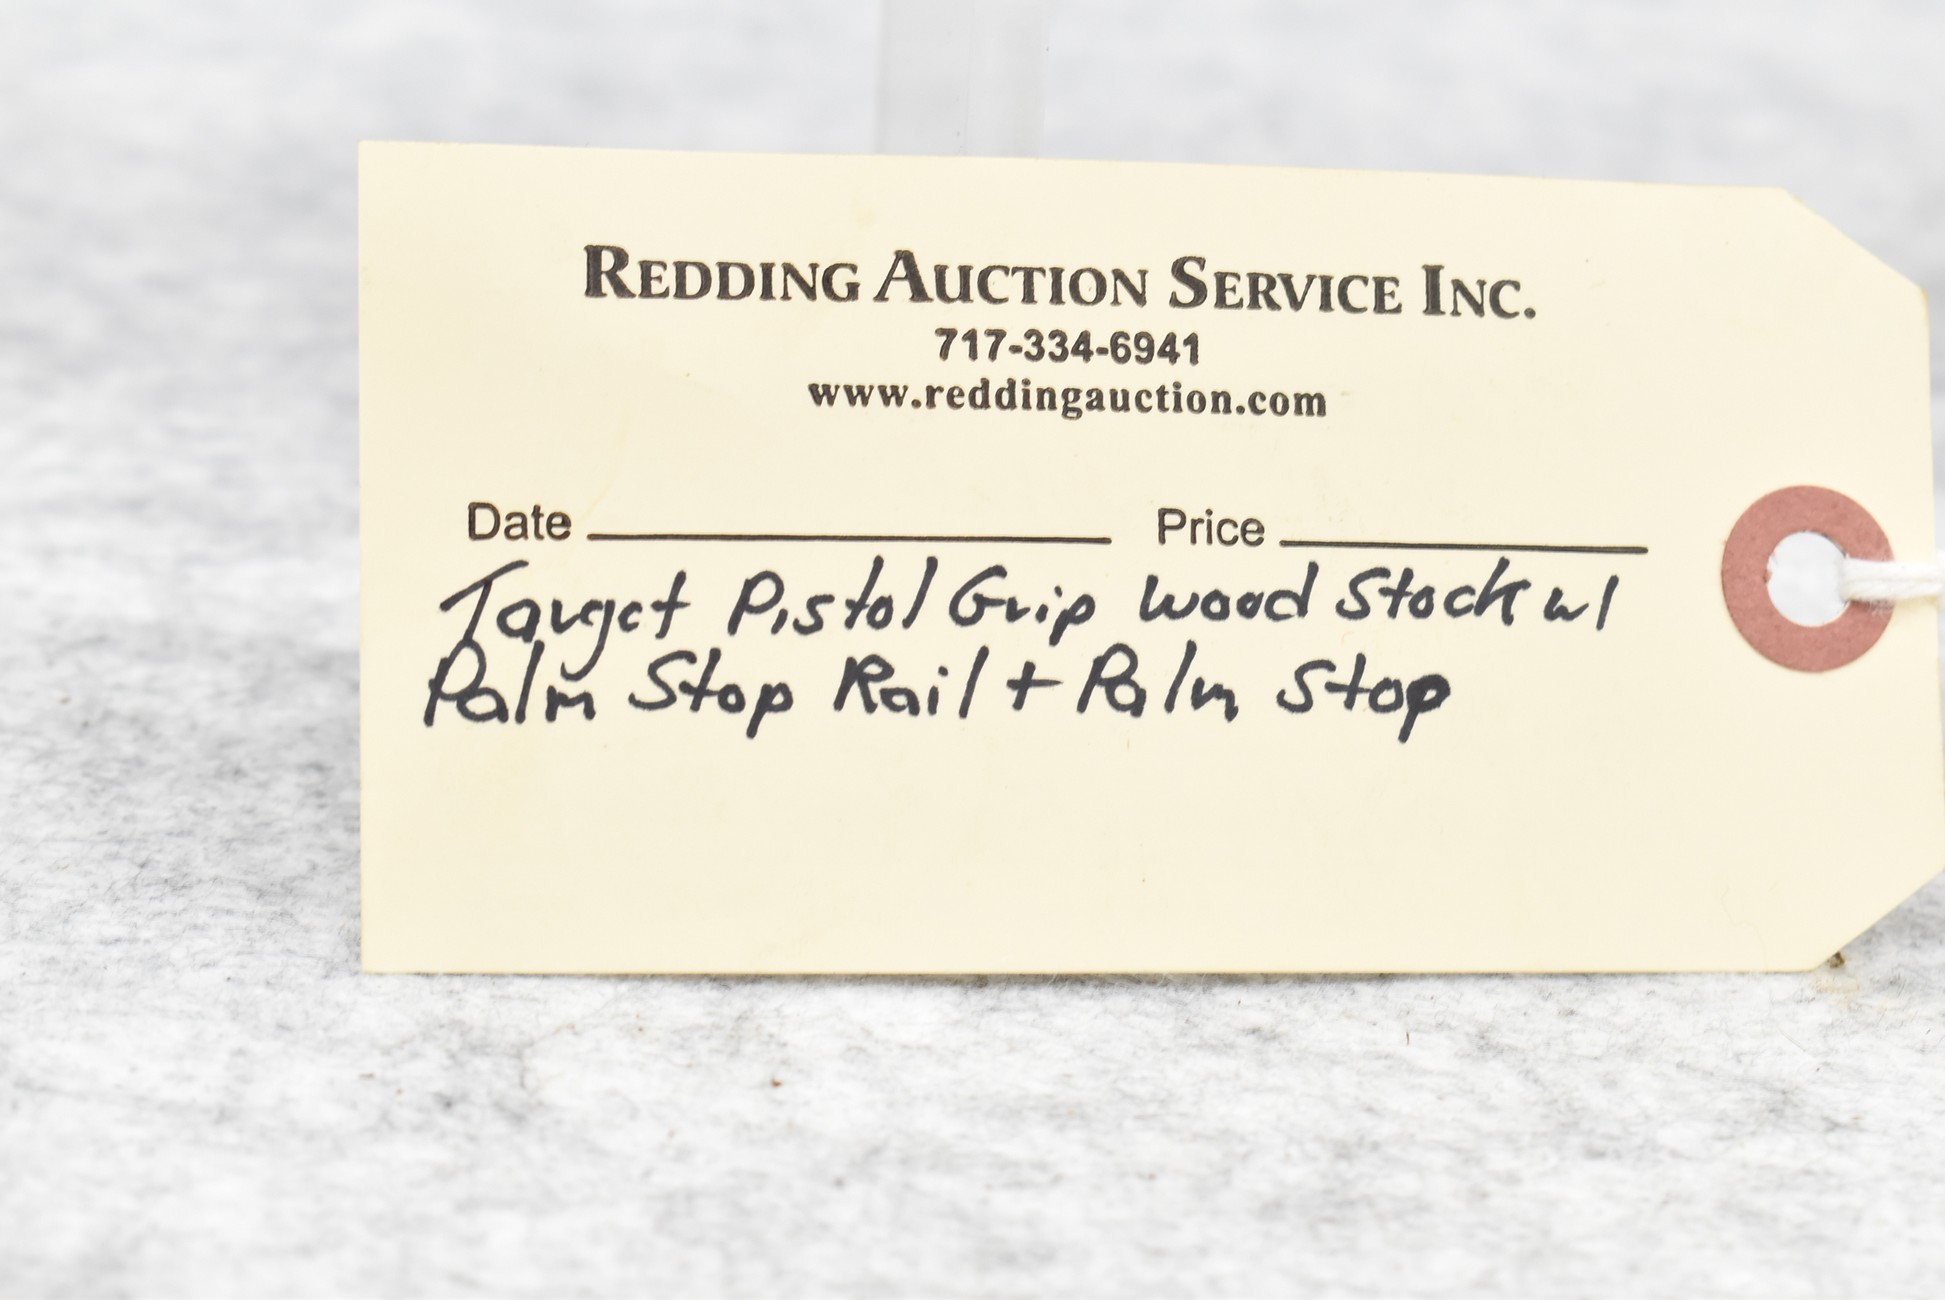 REDDING AUCTION SERVICE INC.
717-334-6941
www.reddingauction.com
Date Price
Target Pistol Grip Wood Stock w/
Palm Stop Rail + Palm Stop